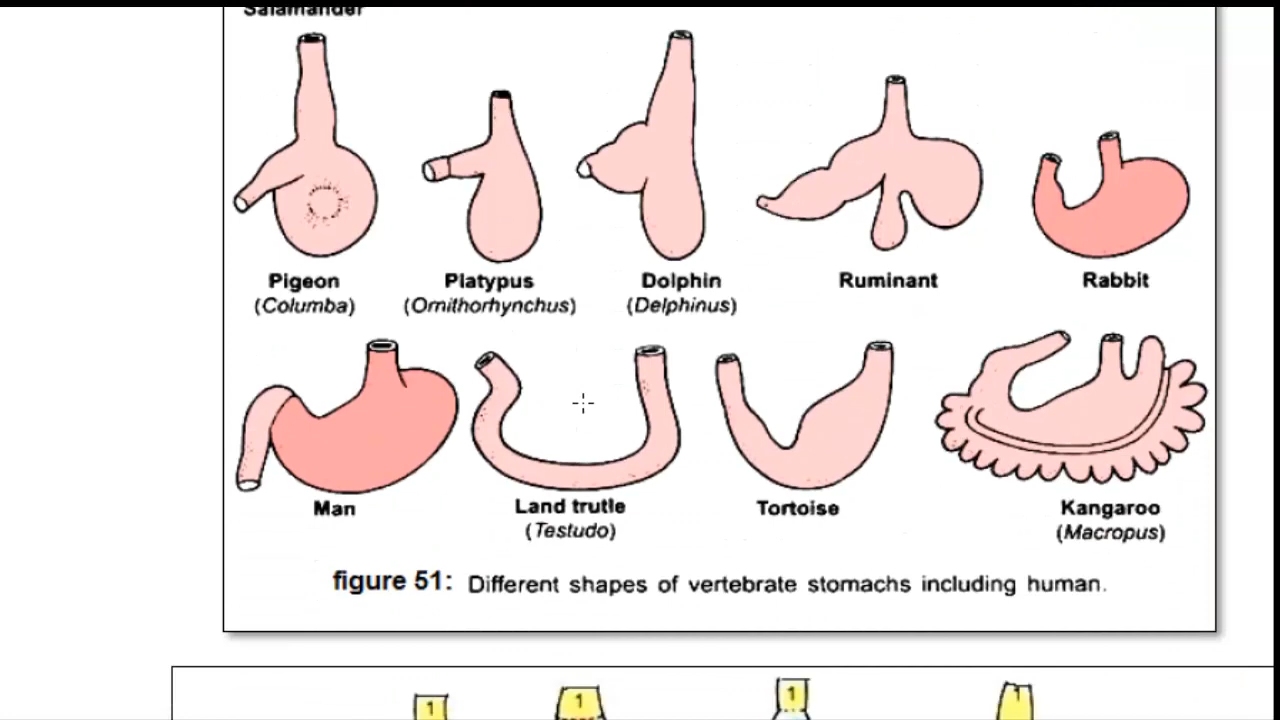 Salamander
Pigeon Platypus Dolphin Ruminant Rabbit
(Columba) (Ornithorhynchus) (Delphinus)
Man Land trutle Tortoise Kangaroo
(Testudo) (Macropus)
figure 51: Different shapes of vertebrate stomachs including human.
1 1 1 1